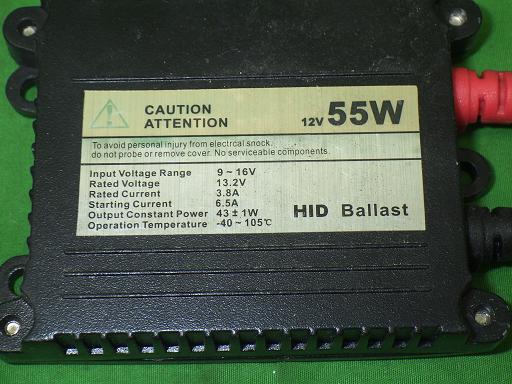 CAUTION
ATTENTION
12V 55W
To avoid personal injury from electrcal snock.
do not probe or remove cover. No serviceable components.
Input Voltage Range 9 ~ 16V
Rated Voltage 13.2V
Rated Current 3.8A
Starting Current 6.5A
Output Constant Power 43 ± 1W
Operation Temperature -40 ~ 105℃
HID Ballast